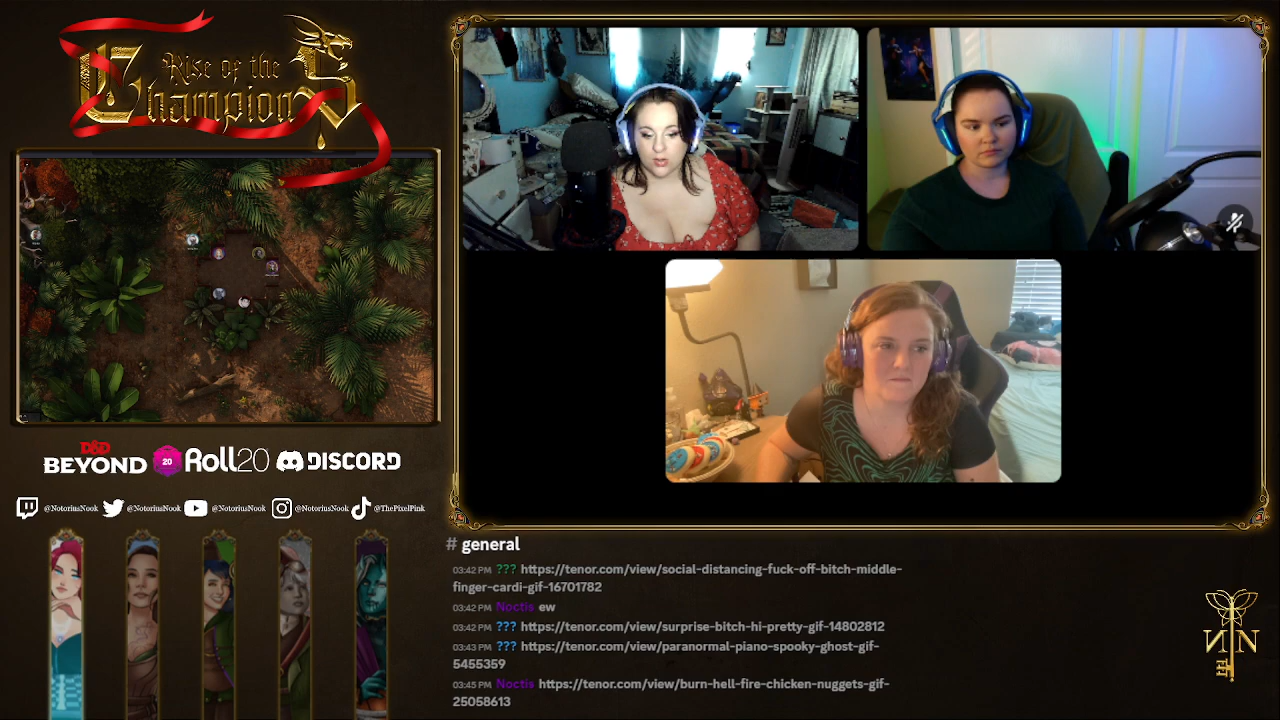 Rise of the
Champions
D&D
BEYOND
20
Roll20
DISCORD
@NotoriusNook
@NotoriusNook
@NotoriusNook
@NotoriusNook
@ThePixelPink
# general
03:42 PM ??? https://tenor.com/view/social-distancing-fuck-off-bitch-middle-
finger-cardi-gif-16701782
03:42 PM Noctis ew
03:42 PM ??? https://tenor.com/view/surprise-bitch-hi-pretty-gif-14802812
03:43 PM ??? https://tenor.com/view/paranormal-piano-spooky-ghost-gif-
5455359
03:45 PM Noctis https://tenor.com/view/burn-hell-fire-chicken-nuggets-gif-
25058613